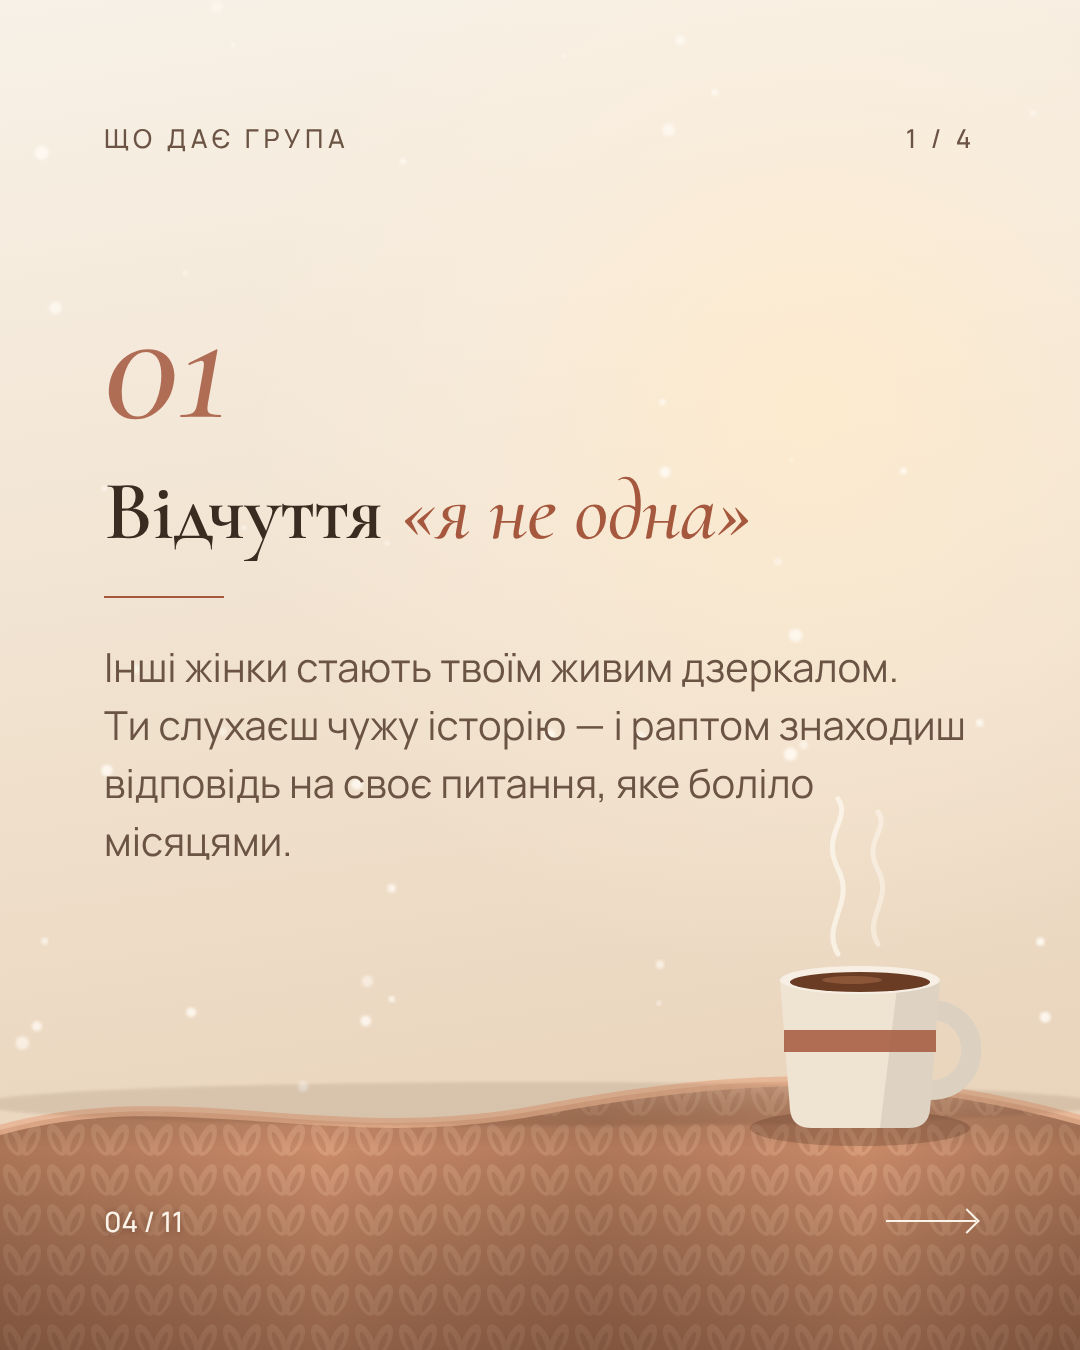 ЩО ДАЄ ГРУПА
1 / 4
01
Відчуття «я не одна»
Інші жінки стають твоїм живим дзеркалом.
Ти слухаєш чужу історію — і раптом знаходиш
відповідь на своє питання, яке боліло
місяцями.
04 / 11